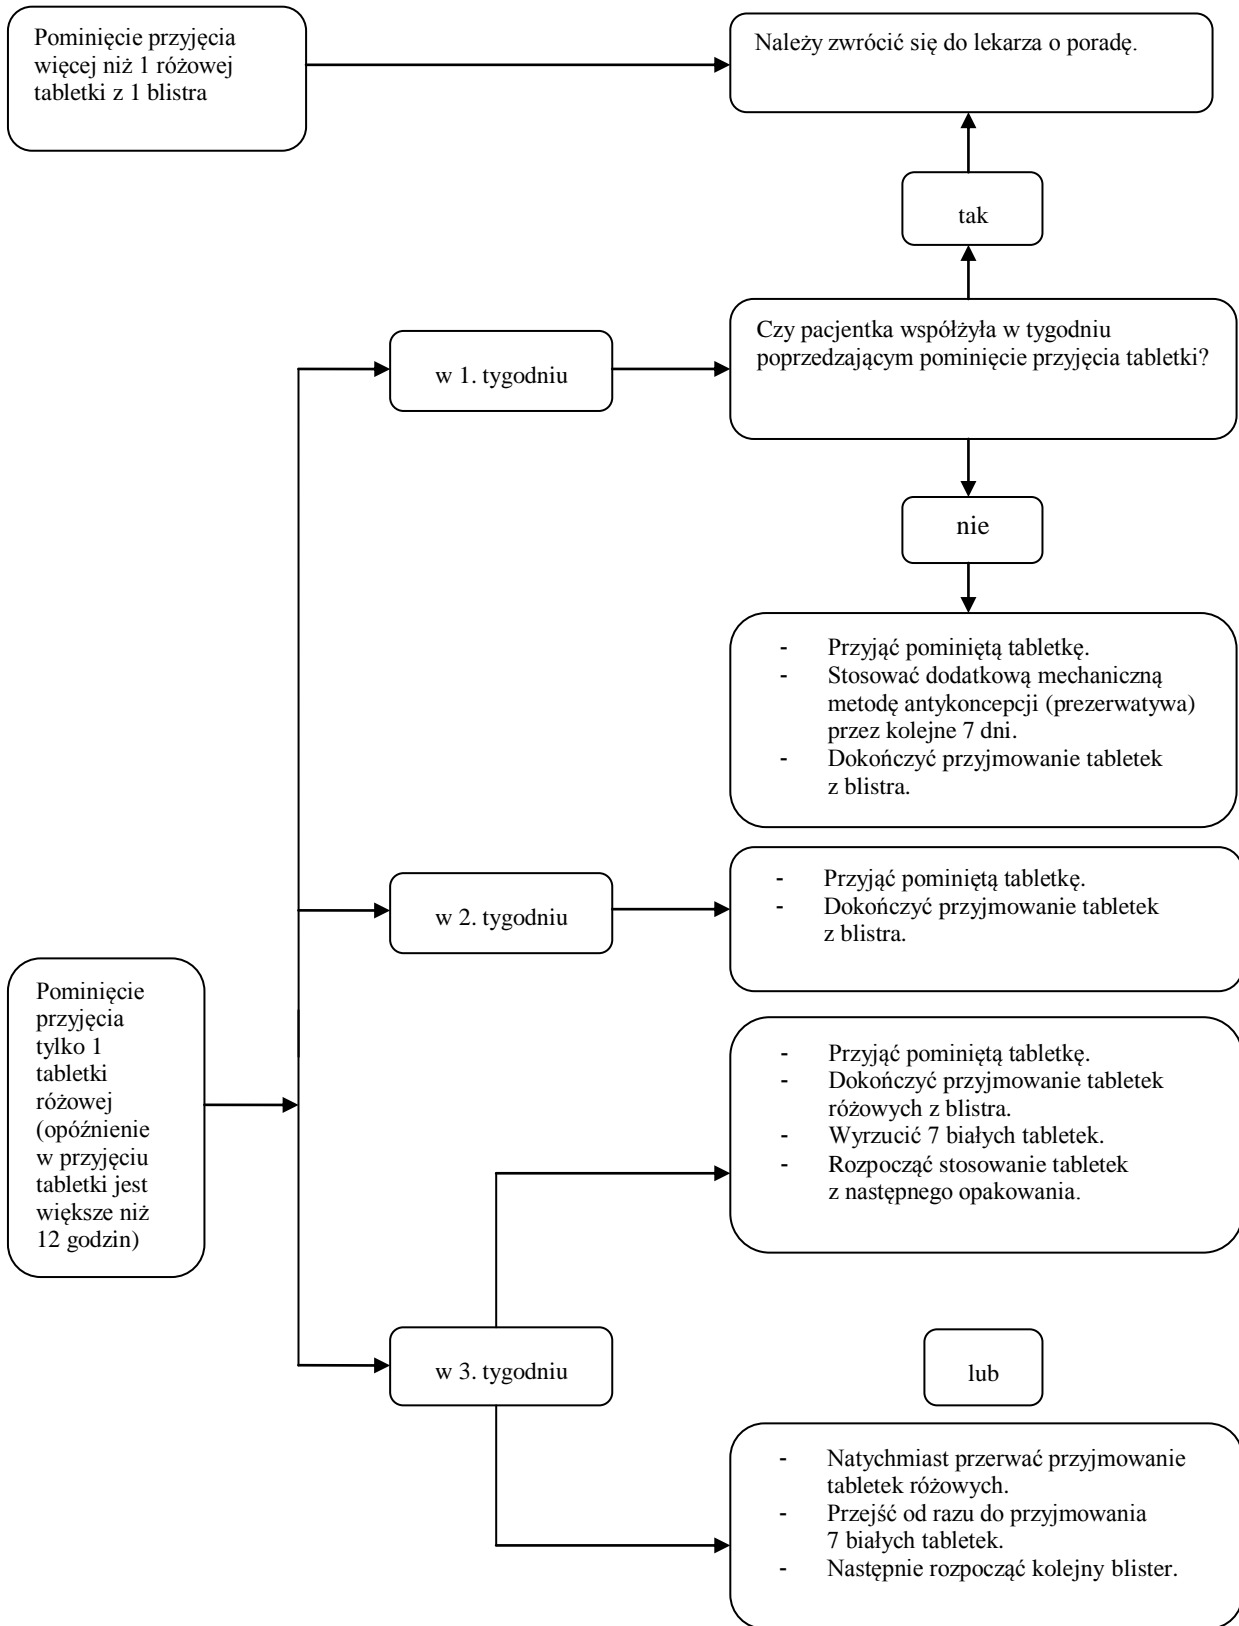 Pominięcie przyjęcia
więcej niż 1 różowej
tabletki z 1 blistra
Należy zwrócić się do lekarza o poradę.
tak
Czy pacjentka współżyła w tygodniu
poprzedzającym pominięcie przyjęcia tabletki?
w 1. tygodniu
nie
- Przyjąć pominiętą tabletkę.
- Stosować dodatkową mechaniczną
metodę antykoncepcji (prezerwatywa)
przez kolejne 7 dni.
- Dokończyć przyjmowanie tabletek
z blistra.
w 2. tygodniu
- Przyjąć pominiętą tabletkę.
- Dokończyć przyjmowanie tabletek
z blistra.
Pominięcie
przyjęcia
tylko 1
tabletki
różowej
(opóźnienie
w przyjęciu
tabletki jest
większe niż
12 godzin)
- Przyjąć pominiętą tabletkę.
- Dokończyć przyjmowanie tabletek
różowych z blistra.
- Wyrzucić 7 białych tabletek.
- Rozpocząć stosowanie tabletek
z następnego opakowania.
w 3. tygodniu
lub
- Natychmiast przerwać przyjmowanie
tabletek różowych.
- Przejść od razu do przyjmowania
7 białych tabletek.
- Następnie rozpocząć kolejny blister.